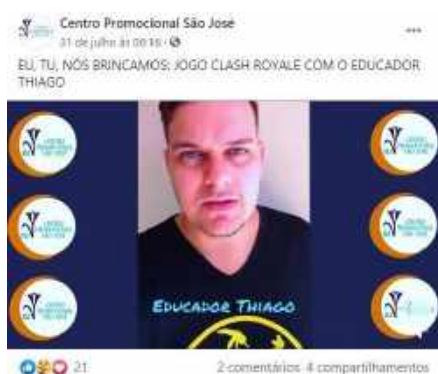 Centro Promocional São José
31 de julho às 08:16 ·
EU, TU, NÓS BRINCAMOS: JOGO CLASH ROYALE COM O EDUCADOR
THIAGO
EDUCADOR THIAGO
21
2 comentários 4 compartilhamentos